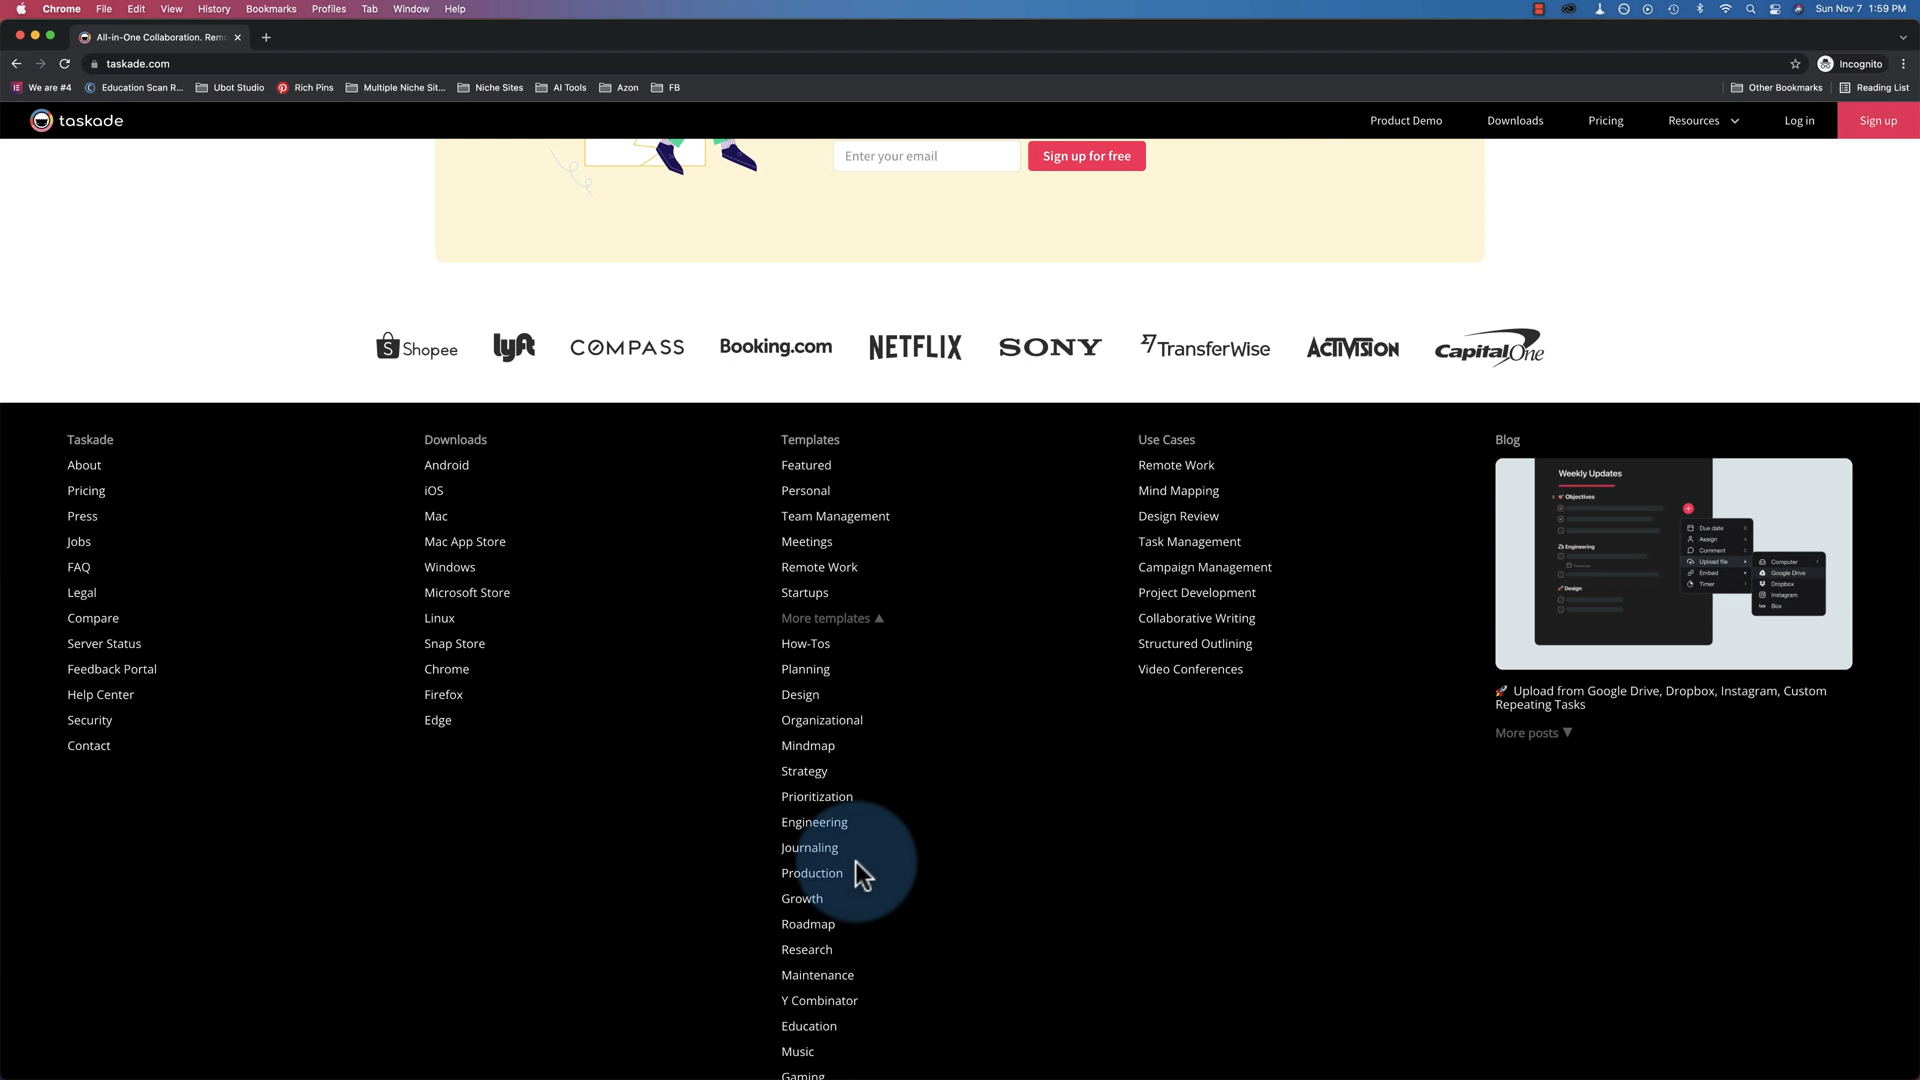 Chrome File Edit View History Bookmarks Profiles Tab Window Help
Sun Nov 7 1:59 PM
All-in-One Collaboration. Rem
taskade.com
Incognito
We are #4 Education Scan R... Ubot Studio Rich Pins Multiple Niche Sit... Niche Sites AI Tools Azon FB
Other Bookmarks Reading List
taskade
Product Demo Downloads Pricing Resources Log in Sign up
Enter your email Sign up for free
Shopee lyft COMPASS Booking.com NETFLIX SONY TransferWise ACTIVISION CapitalOne
Taskade
About
Pricing
Press
Jobs
FAQ
Legal
Compare
Server Status
Feedback Portal
Help Center
Security
Contact
Downloads
Android
iOS
Mac
Mac App Store
Windows
Microsoft Store
Linux
Snap Store
Chrome
Firefox
Edge
Templates
Featured
Personal
Team Management
Meetings
Remote Work
Startups
More templates ▲
How-Tos
Planning
Design
Organizational
Mindmap
Strategy
Prioritization
Engineering
Journaling
Production
Growth
Roadmap
Research
Maintenance
Y Combinator
Education
Music
Gaming
Use Cases
Remote Work
Mind Mapping
Design Review
Task Management
Campaign Management
Project Development
Collaborative Writing
Structured Outlining
Video Conferences
Blog
Weekly Updates
Objectives
Engineering
Design
Due date
Assign
Comment
Upload file
Embed
Timer
Computer
Google Drive
Dropbox
Instagram
Box
🚀 Upload from Google Drive, Dropbox, Instagram, Custom
Repeating Tasks
More posts ▼